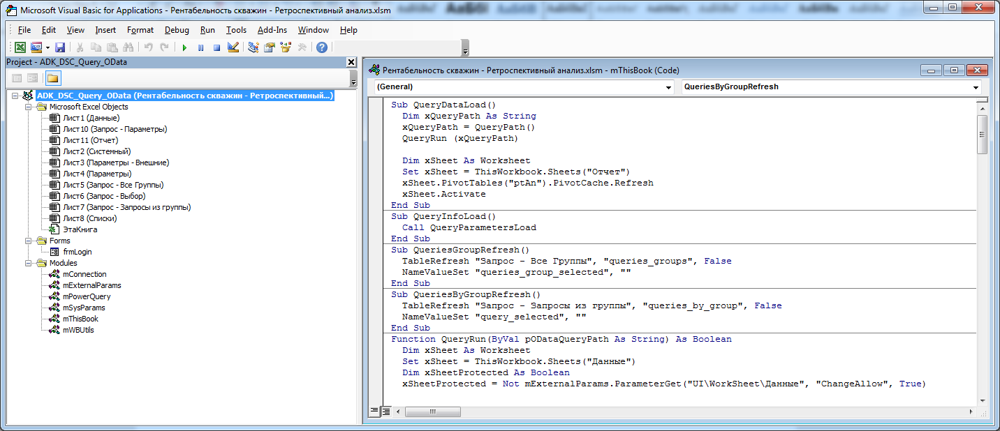 Microsoft Visual Basic for Applications - Рентабельность скважин - Ретроспективный анализ.xlsm
File Edit View Insert Format Debug Run Tools Add-Ins Window Help
Project - ADK_DSC_Query_OData
ADK_DSC_Query_OData (Рентабельность скважин - Ретроспективный...)
Microsoft Excel Objects
Лист1 (Данные)
Лист10 (Запрос - Параметры)
Лист11 (Отчет)
Лист2 (Системный)
Лист3 (Параметры - Внешние)
Лист4 (Параметры)
Лист5 (Запрос - Все Группы)
Лист6 (Запрос - Выбор)
Лист7 (Запрос - Запросы из группы)
Лист8 (Списки)
ЭтаКнига
Forms
frmLogin
Modules
mConnection
mExternalParams
mPowerQuery
mSysParams
mThisBook
mWBUtils
Рентабельность скважин - Ретроспективный анализ.xlsm - mThisBook (Code)
(General) QueriesByGroupRefresh
Sub QueryDataLoad()
Dim xQueryPath As String
xQueryPath = QueryPath()
QueryRun (xQueryPath)
Dim xSheet As Worksheet
Set xSheet = ThisWorkbook.Sheets("Отчет")
xSheet.PivotTables("ptAn").PivotCache.Refresh
xSheet.Activate
End Sub
Sub QueryInfoLoad()
Call QueryParametersLoad
End Sub
Sub QueriesGroupRefresh()
TableRefresh "Запрос - Все Группы", "queries_groups", False
NameValueSet "queries_group_selected", ""
End Sub
Sub QueriesByGroupRefresh()
TableRefresh "Запрос - Запросы из группы", "queries_by_group", False
NameValueSet "query_selected", ""
End Sub
Function QueryRun(ByVal pODataQueryPath As String) As Boolean
Dim xSheet As Worksheet
Set xSheet = ThisWorkbook.Sheets("Данные")
Dim xSheetProtected As Boolean
xSheetProtected = Not mExternalParams.ParameterGet("UI\WorkSheet\Данные", "ChangeAllow", True)